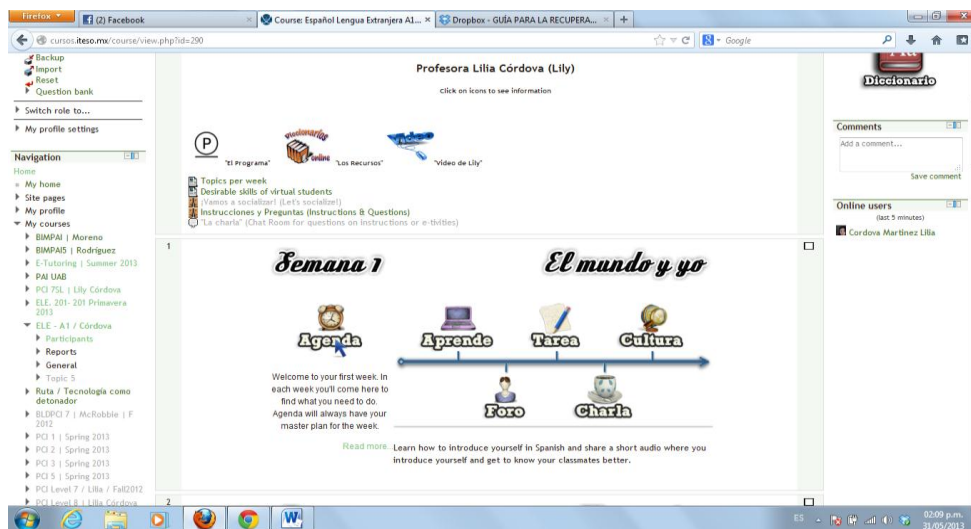 Firefox
(2) Facebook
Course: Español Lengua Extranjera A1...
Dropbox - GUÍA PARA LA RECUPERA...
cursos.iteso.mx/course/view.php?id=290
Google
Backup
Import
Reset
Question bank
Switch role to...
My profile settings
Navigation
Home
My home
Site pages
My profile
My courses
BIMPAI | Moreno
BIMPAI5 | Rodríguez
E-Tutoring | Summer 2013
PAI UAB
PCI 7SL | Lily Córdova
ELE. 201- 201 Primavera
2013
ELE - A1 / Córdova
Participants
Reports
General
Topic 5
Ruta / Tecnología como
detonador
BLDPCI 7 | McRobbie | F
2012
PCI 1 | Spring 2013
PCI 2 | Spring 2013
PCI 3 | Spring 2013
PCI 5 | Spring 2013
PCI Level 7 / Lilia / Fall2012
PCI Level 8 | Lilia Córdova
Profesora Lilia Córdova (Lily)
Click on icons to see information
P
"El Programa"
Diccionarios
online
"Los Recursos"
Video
"Video de Lily"
Topics per week
Desirable skills of virtual students
¡Vamos a socializar! (Let's socialize!)
Instrucciones y Preguntas (Instructions & Questions)
"La charla" (Chat Room for questions on instructions or e-tivities)
1
Semana 1
El mundo y yo
Agenda
Aprende
Tarea
Cultura
Foro
Charla
Welcome to your first week. In
each week you'll come here to
find what you need to do.
Agenda will always have your
master plan for the week.
Read more...
Learn how to introduce yourself in Spanish and share a short audio where you
introduce yourself and get to know your classmates better.
2
Diccionario
Comments
Add a comment...
Save comment
Online users
(last 5 minutes)
Cordova Martinez Lilia
ES
02:09 p.m.
31/05/2013